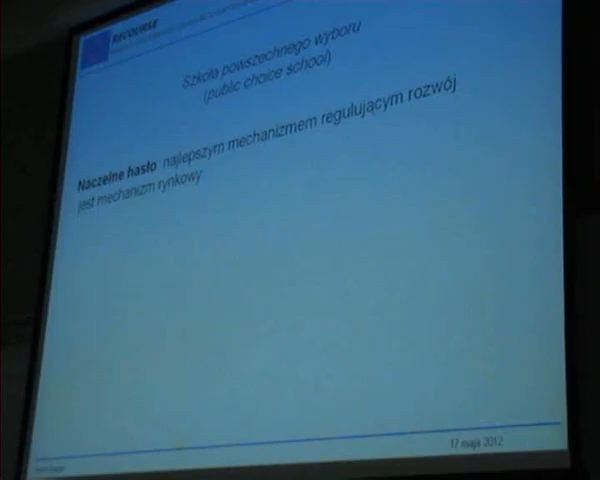 RECOURSE
Szkoła powszechnego wyboru
(public choice school)
Naczelne hasło najlepszym mechanizmem regulującym rozwój
jest mechanizm rynkowy
17 maja 2012